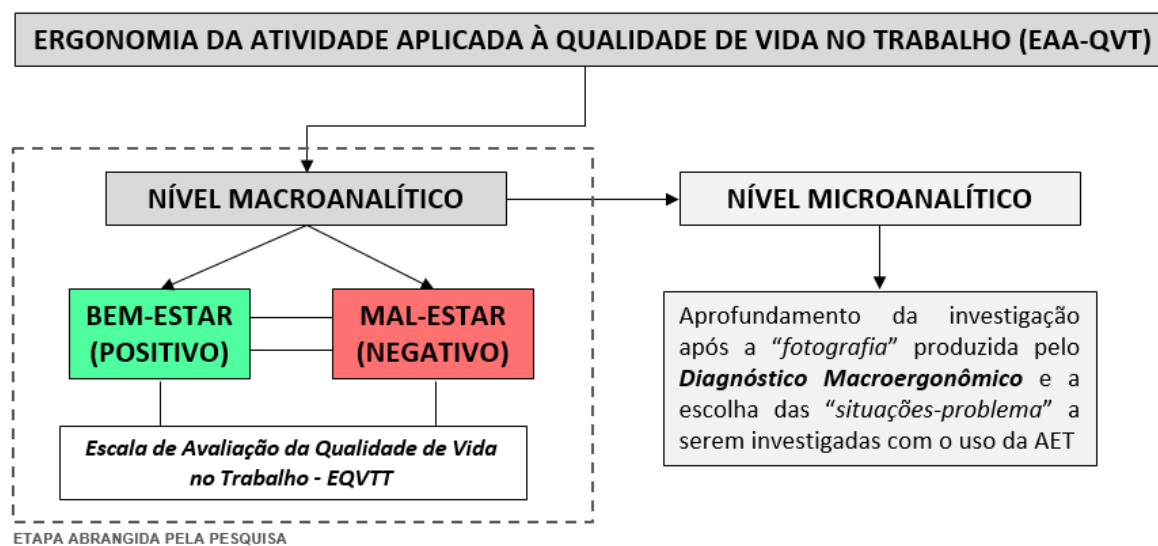 ERGONOMIA DA ATIVIDADE APLICADA À QUALIDADE DE VIDA NO TRABALHO (EAA-QVT)
NÍVEL MACROANALÍTICO
NÍVEL MICROANALÍTICO
BEM-ESTAR
(POSITIVO)
MAL-ESTAR
(NEGATIVO)
Aprofundamento da investigação
após a “fotografia” produzida pelo
Diagnóstico Macroergonômico e a
escolha das “situações-problema” a
serem investigadas com o uso da AET
Escala de Avaliação da Qualidade de Vida
no Trabalho - EQVTT
ETAPA ABRANGIDA PELA PESQUISA